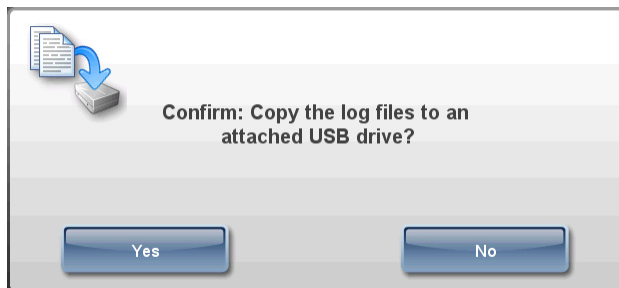 Confirm: Copy the log files to an
attached USB drive?
Yes
No